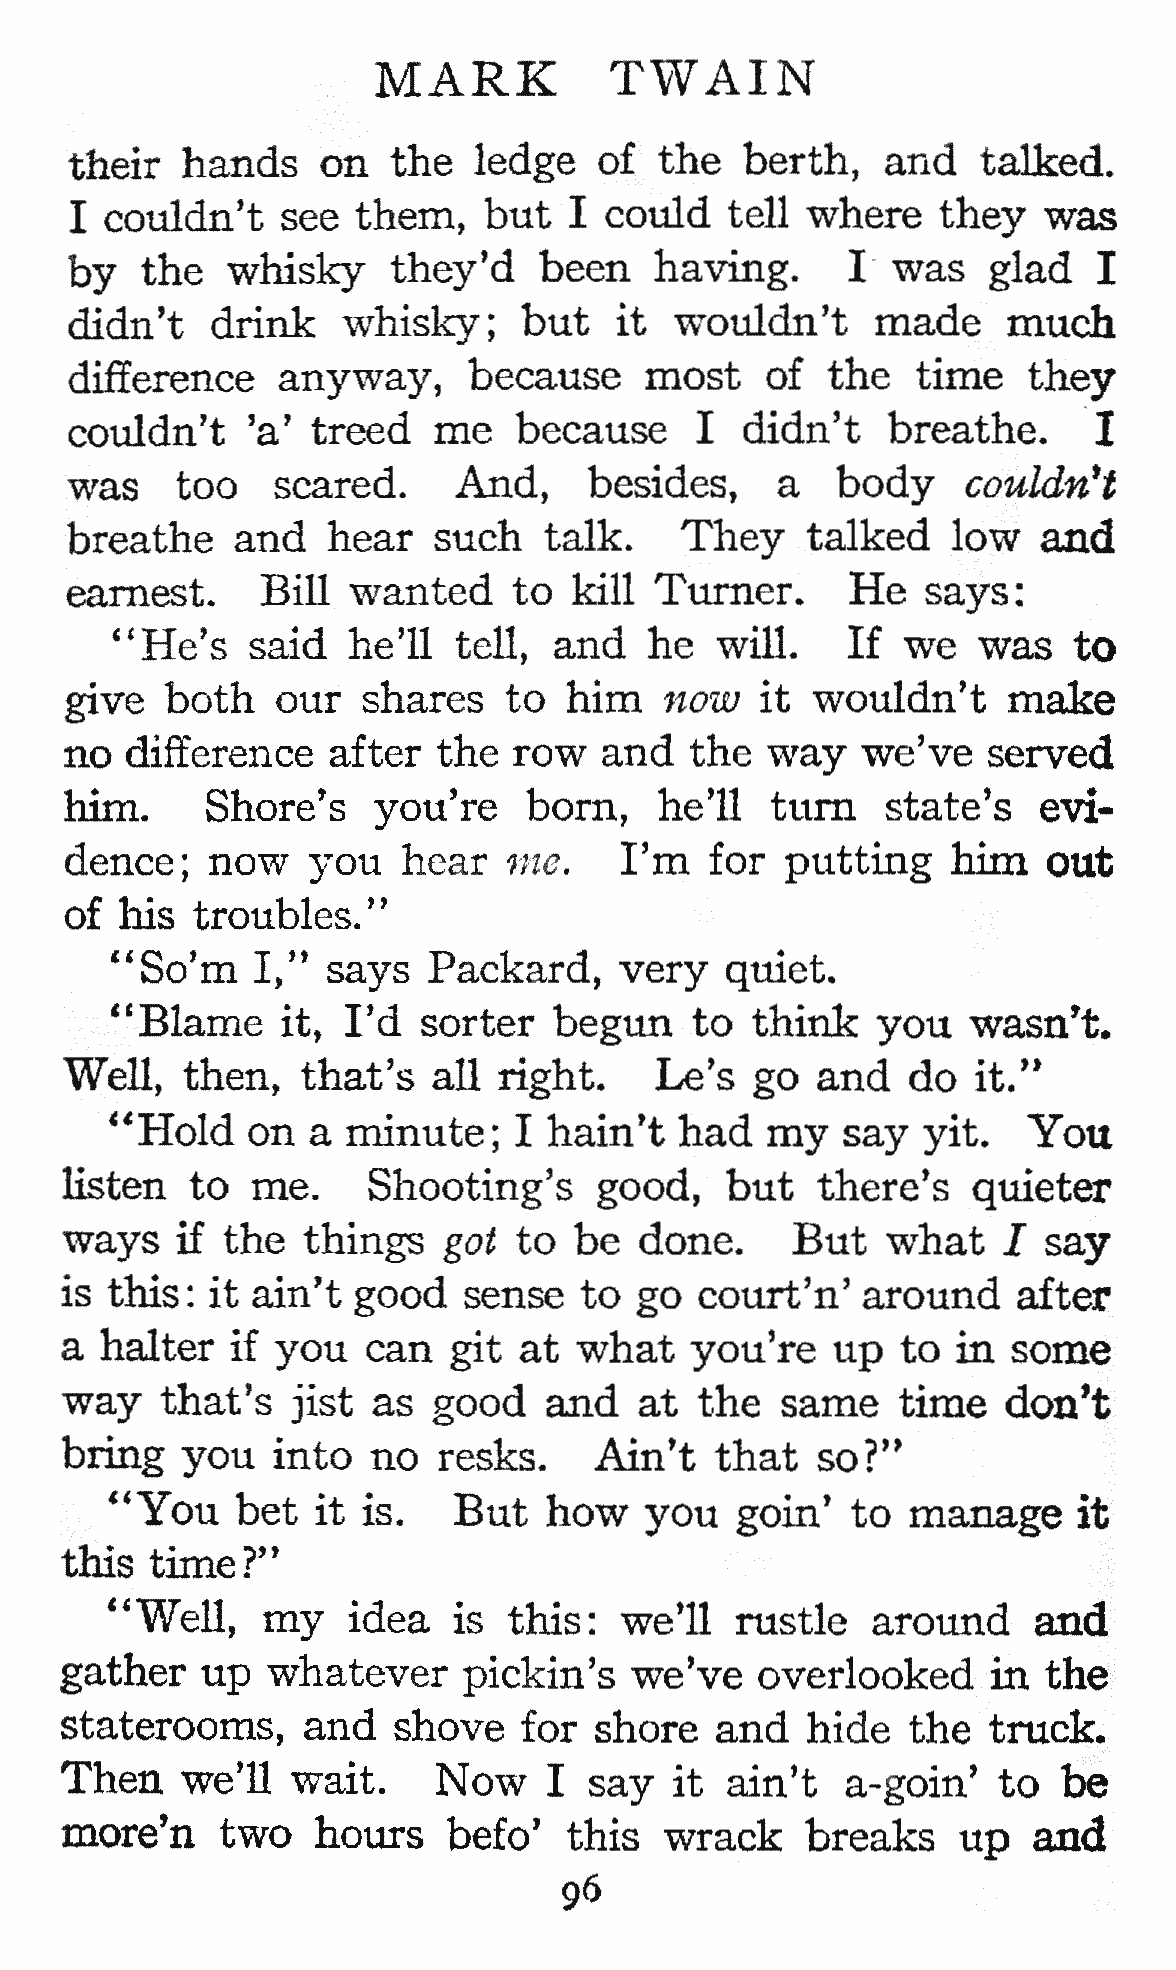 MARK TWAIN
their hands on the ledge of the berth, and talked.
I couldn't see them, but I could tell where they was
by the whisky they'd been having. I was glad I
didn't drink whisky; but it wouldn't made much
difference anyway, because most of the time they
couldn't 'a' treed me because I didn't breathe. I
was too scared. And, besides, a body couldn't
breathe and hear such talk. They talked low and
earnest. Bill wanted to kill Turner. He says:
"He's said he'll tell, and he will. If we was to
give both our shares to him now it wouldn't make
no difference after the row and the way we've served
him. Shore's you're born, he'll turn state's evi-
dence; now you hear me. I'm for putting him out
of his troubles."
"So'm I," says Packard, very quiet.
"Blame it, I'd sorter begun to think you wasn't.
Well, then, that's all right. Le's go and do it."
"Hold on a minute; I hain't had my say yit. You
listen to me. Shooting's good, but there's quieter
ways if the things got to be done. But what I say
is this: it ain't good sense to go court'n' around after
a halter if you can git at what you're up to in some
way that's jist as good and at the same time don't
bring you into no resks. Ain't that so?"
"You bet it is. But how you goin' to manage it
this time?"
"Well, my idea is this: we'll rustle around and
gather up whatever pickin's we've overlooked in the
staterooms, and shove for shore and hide the truck.
Then we'll wait. Now I say it ain't a-goin' to be
more'n two hours befo' this wrack breaks up and
96